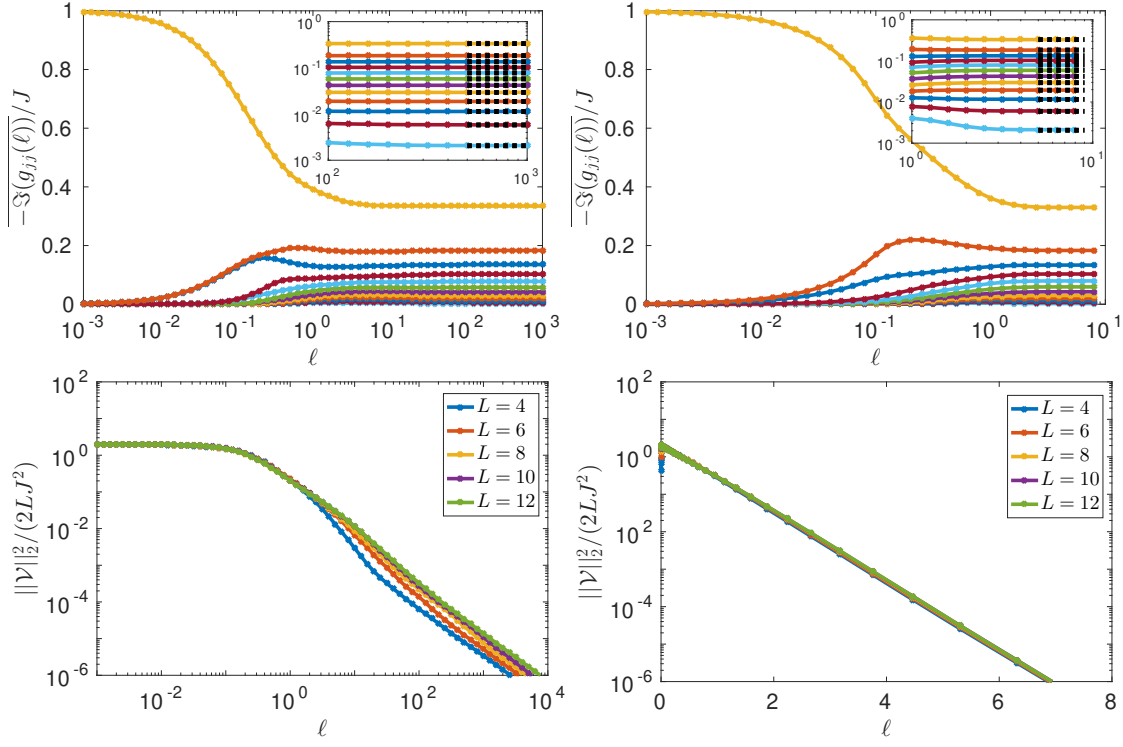 1
0.8
0.6
0.4
0.2
0
$\overline{-\Im(g_{jj}(\ell))/J}$
10^{-3} 10^{-2} 10^{-1} 10^{0} 10^{1} 10^{2} 10^{3}
ℓ
10^{0}
10^{-1}
10^{-2}
10^{-3}
10^{2} 10^{3}
1
0.8
0.6
0.4
0.2
0
$\overline{-\Im(g_{jj}(\ell))/J}$
10^{-3} 10^{-2} 10^{-1} 10^{0} 10^{1}
ℓ
10^{0}
10^{-1}
10^{-2}
10^{-3}
10^{0} 10^{1}
10^{2}
10^{0}
10^{-2}
10^{-4}
10^{-6}
$||\mathcal{V}||_2^2/(2LJ^2)$
10^{-2} 10^{0} 10^{2} 10^{4}
ℓ
L = 4
L = 6
L = 8
L = 10
L = 12
10^{2}
10^{0}
10^{2}
10^{-4}
10^{-6}
$||\mathcal{V}||_2^2/(2LJ^2)$
0 2 4 6 8
ℓ
L = 4
L = 6
L = 8
L = 10
L = 12